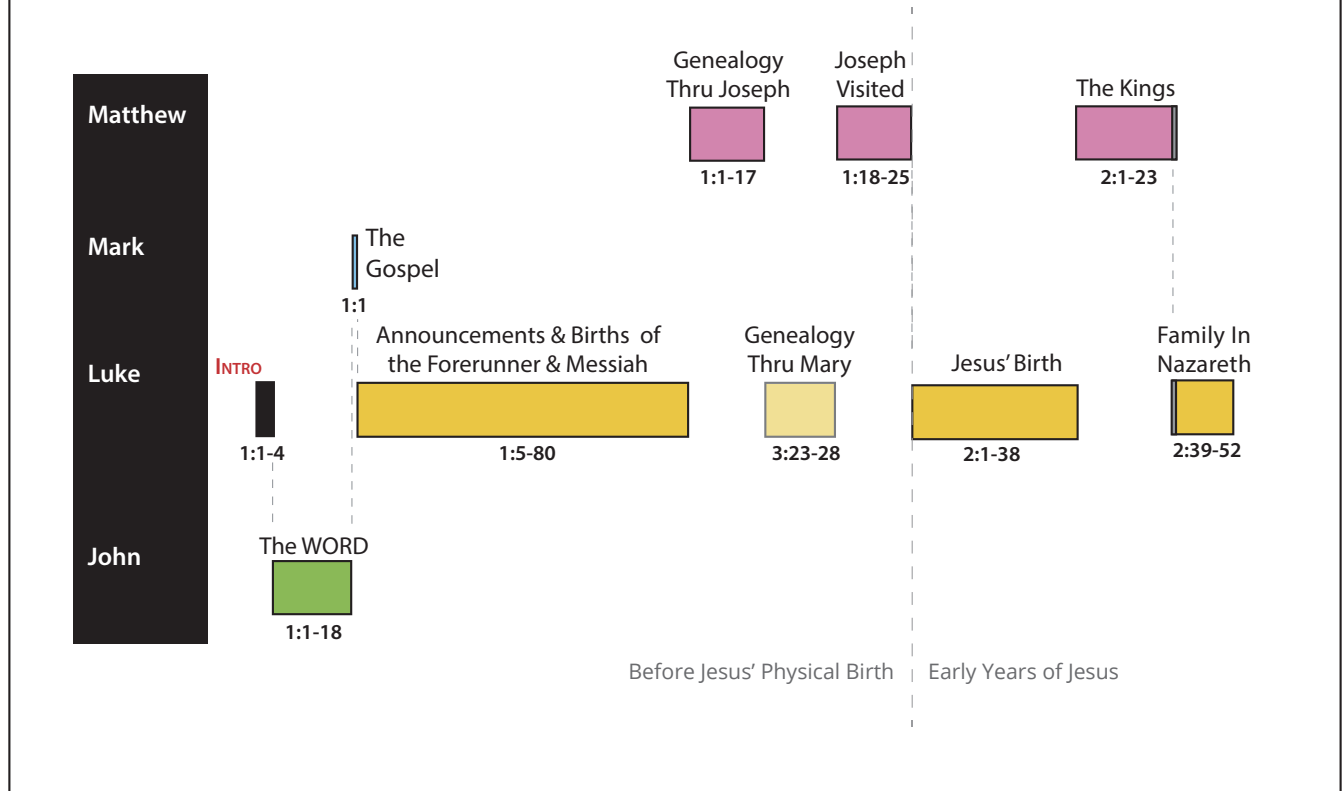 Matthew
Genealogy
Thru Joseph
1:1-17
Joseph
Visited
1:18-25
The Kings
2:1-23
Mark
The
Gospel
1:1
Luke
INTRO
1:1-4
Announcements & Births of
the Forerunner & Messiah
1:5-80
Genealogy
Thru Mary
3:23-28
Jesus' Birth
2:1-38
Family In
Nazareth
2:39-52
John
The WORD
1:1-18
Before Jesus' Physical Birth
Early Years of Jesus